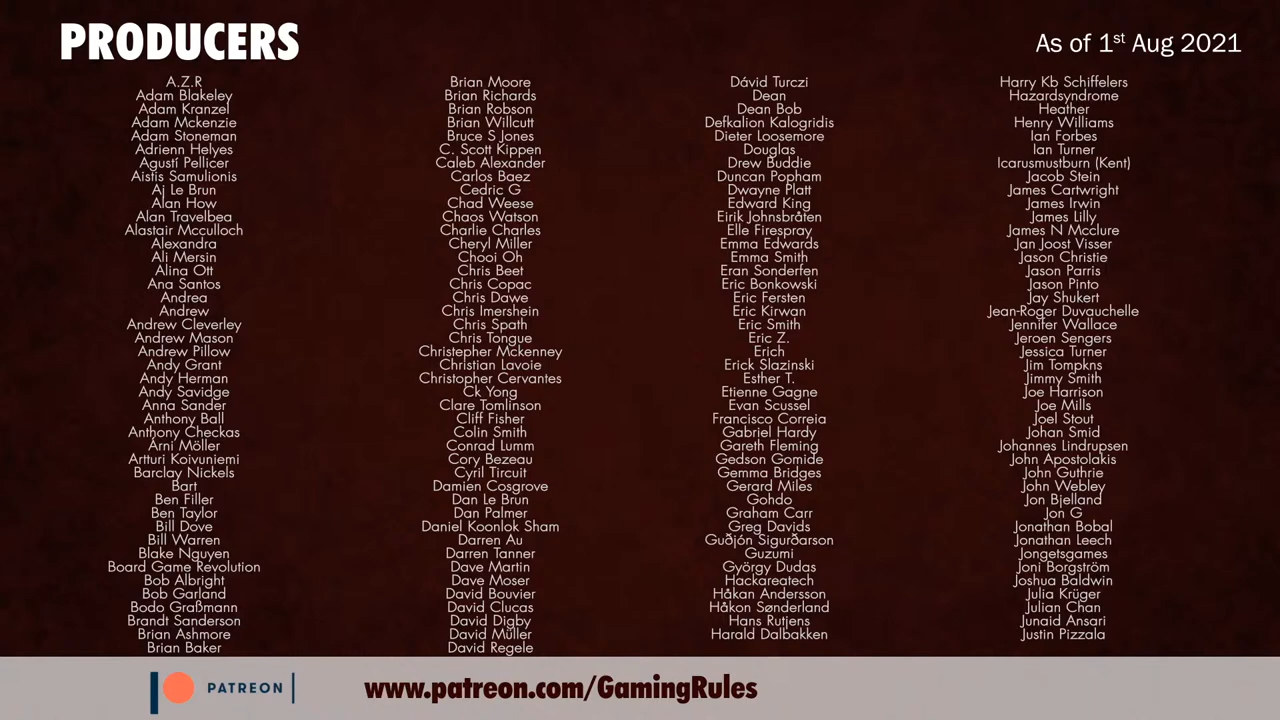 PRODUCERS
As of 1st Aug 2021
A.Z.R
Adam Blakeley
Adam Kranzel
Adam Mckenzie
Adam Stoneman
Adrienn Helyes
Agustí Pellicer
Aistis Samulionis
Aj Le Brun
Alan How
Alan Travelbea
Alastair Mcculloch
Alexandra
Ali Mersin
Alina Ott
Ana Santos
Andrea
Andrew
Andrew Cleverley
Andrew Mason
Andrew Pillow
Andy Grant
Andy Herman
Andy Savidge
Anna Sander
Anthony Ball
Anthony Checkas
Árni Möller
Artturi Koivuniemi
Barclay Nickels
Bart
Ben Filler
Ben Taylor
Bill Dove
Bill Warren
Blake Nguyen
Board Game Revolution
Bob Albright
Bob Garland
Bodo Graßmann
Brandt Sanderson
Brian Ashmore
Brian Baker
Brian Moore
Brian Richards
Brian Robson
Brian Willcutt
Bruce S Jones
C. Scott Kippen
Caleb Alexander
Carlos Baez
Cedric G
Chad Weese
Chaos Watson
Charlie Charles
Cheryl Miller
Chooi Oh
Chris Beet
Chris Copac
Chris Dawe
Chris Imershein
Chris Spath
Chris Tongue
Christepher Mckenney
Christian Lavoie
Christopher Cervantes
Ck Yong
Clare Tomlinson
Cliff Fisher
Colin Smith
Conrad Lumm
Cory Bezeau
Cyril Tircuit
Damien Cosgrove
Dan Le Brun
Dan Palmer
Daniel Koonlok Sham
Darren Au
Darren Tanner
Dave Martin
Dave Moser
David Bouvier
David Clucas
David Digby
David Müller
David Regele
Dávid Turczi
Dean
Dean Bob
Defkalion Kalogridis
Dieter Loosemore
Douglas
Drew Buddie
Duncan Popham
Dwayne Platt
Edward King
Eirik Johnsbråten
Elle Firespray
Emma Edwards
Emma Smith
Eran Sonderfen
Eric Bonkowski
Eric Fersten
Eric Kirwan
Eric Smith
Eric Z.
Erich
Erick Slazinski
Esther T.
Etienne Gagne
Evan Scussel
Francisco Correia
Gabriel Hardy
Gareth Fleming
Gedson Gomide
Gemma Bridges
Gerard Miles
Gohdo
Graham Carr
Greg Davids
Guðjón Sigurðarson
Guzumi
György Dudas
Hackareatech
Håkan Andersson
Håkon Sønderland
Hans Rutjens
Harald Dalbakken
Harry Kb Schiffelers
Hazardsyndrome
Heather
Henry Williams
Ian Forbes
Ian Turner
Icarusmustburn (Kent)
Jacob Stein
James Cartwright
James Irwin
James Lilly
James N Mcclure
Jan Joost Visser
Jason Christie
Jason Parris
Jason Pinto
Jay Shukert
Jean-Roger Duvauchelle
Jennifer Wallace
Jeroen Sengers
Jessica Turner
Jim Tompkns
Jimmy Smith
Joe Harrison
Joe Mills
Joel Stout
Johan Smid
Johannes Lindrupsen
John Apostolakis
John Guthrie
John Webley
Jon Bjelland
Jon G
Jonathan Bobal
Jonathan Leech
Jongetsgames
Joni Borgström
Joshua Baldwin
Julia Krüger
Julian Chan
Junaid Ansari
Justin Pizzala
PATREON
www.patreon.com/GamingRules